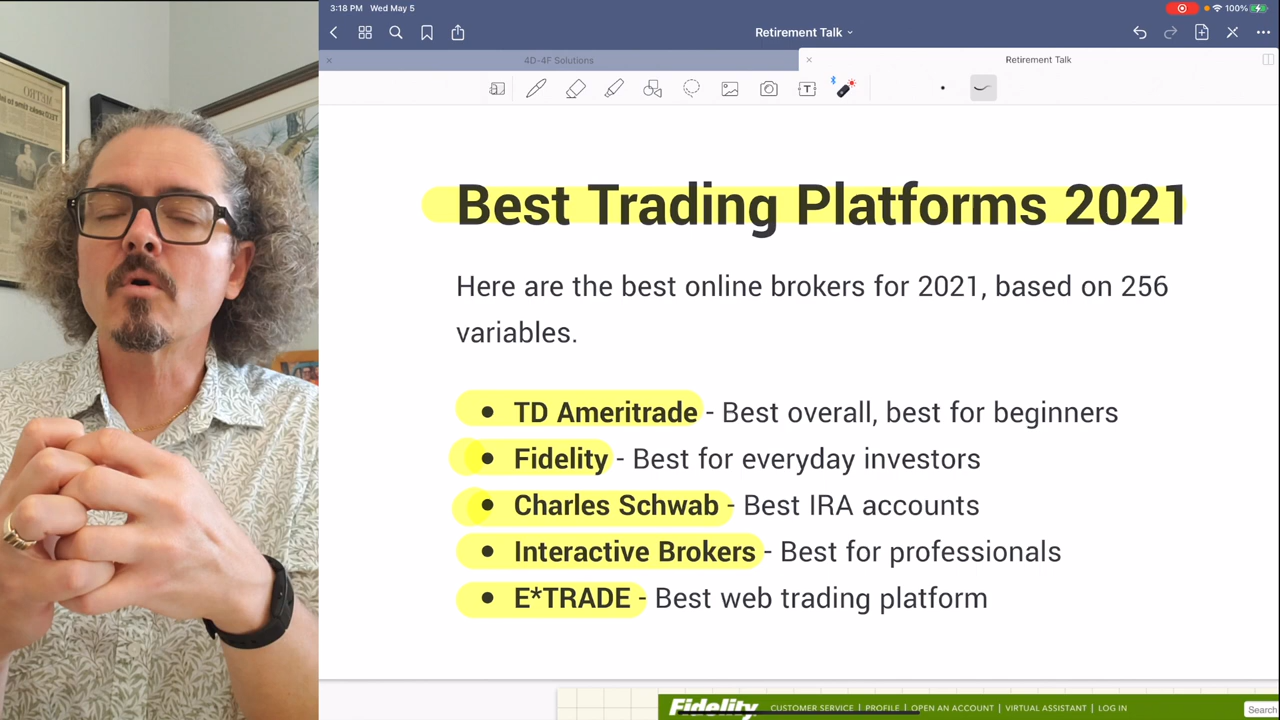 3:18 PM Wed May 5
100%
Retirement Talk
4D-4F Solutions
Retirement Talk
T
METRO
Best Trading Platforms 2021
Here are the best online brokers for 2021, based on 256
variables.
• TD Ameritrade - Best overall, best for beginners
• Fidelity - Best for everyday investors
• Charles Schwab - Best IRA accounts
• Interactive Brokers - Best for professionals
• E*TRADE - Best web trading platform
Fidelity CUSTOMER SERVICE | PROFILE | OPEN AN ACCOUNT | VIRTUAL ASSISTANT | LOG IN
Search